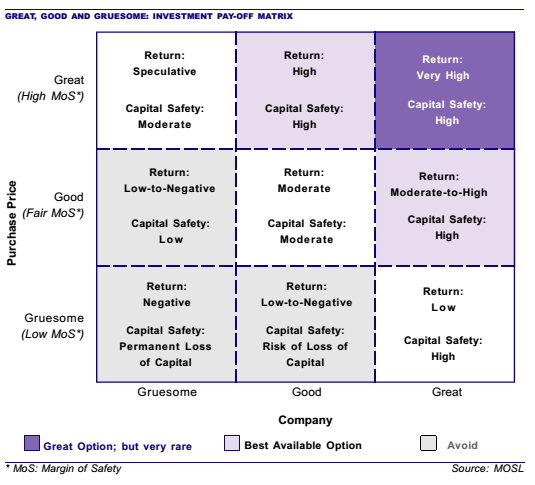 GREAT, GOOD AND GRUESOME: INVESTMENT PAY-OFF MATRIX
Purchase Price
Great
(High MoS*)
Return:
Speculative
Capital Safety:
Moderate
Return:
High
Capital Safety:
High
Return:
Very High
Capital Safety:
High
Good
(Fair MoS*)
Return:
Low-to-Negative
Capital Safety:
Low
Return:
Moderate
Capital Safety:
Moderate
Return:
Moderate-to-High
Capital Safety:
High
Gruesome
(Low MoS*)
Return:
Negative
Capital Safety:
Permanent Loss
of Capital
Return:
Low-to-Negative
Capital Safety:
Risk of Loss of
Capital
Return:
Low
Capital Safety:
High
Gruesome
Good
Great
Company
Great Option; but very rare
Best Available Option
Avoid
* MoS: Margin of Safety
Source: MOSL